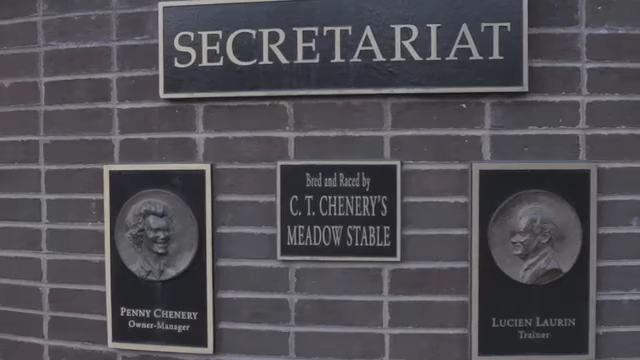 SECRETARIAT
Bred and Raced by
C. T. CHENERY'S
MEADOW STABLE
PENNY CHENERY
Owner-Manager
LUCIEN LAURIN
Trainer